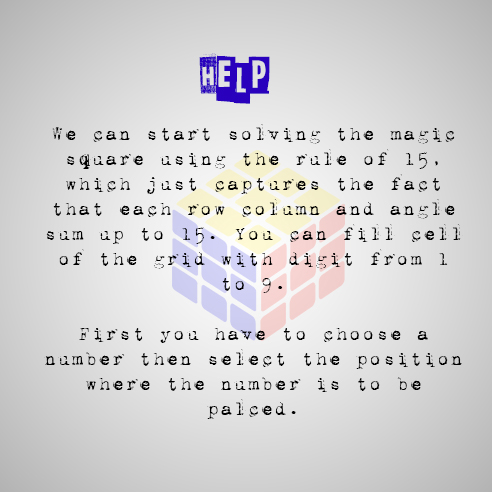 HELP
We can start solving the magic
square using the rule of 15,
which just captures the fact
that each row column and angle
sum up to 15. You can fill cell
of the grid with digit from 1
to 9.
First you have to choose a
number then select the position
where the number is to be
palced.